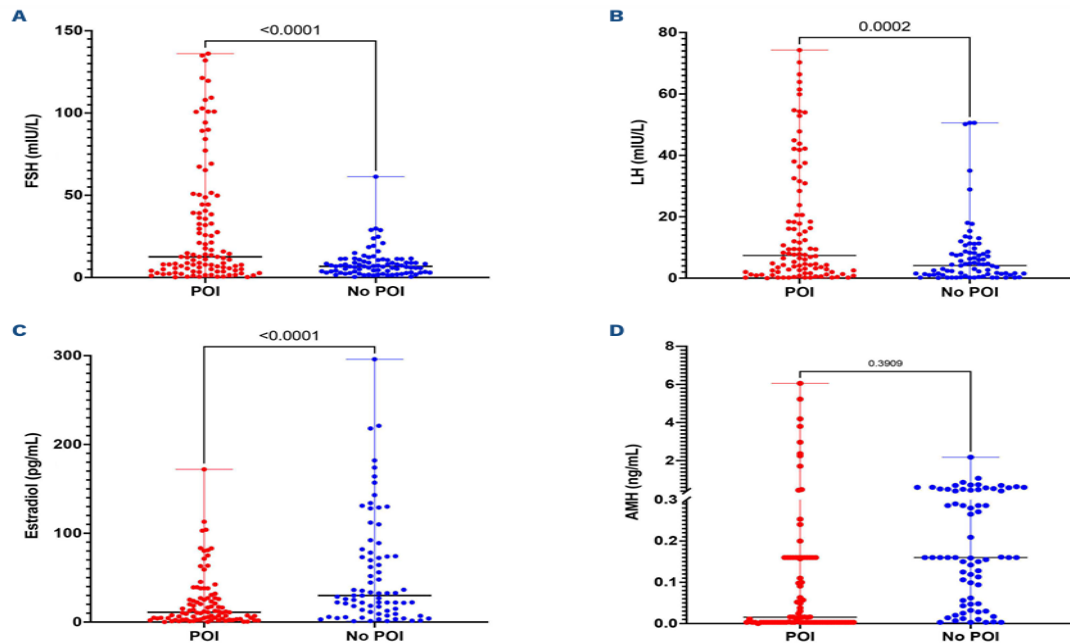 A
<0.0001
150
100
50
0
FSH (mIU/L)
POI
No POI
B
0.0002
80
60
40
20
0
LH (mIU/L)
POI
No POI
C
<0.0001
300
200
100
0
Estradiol (pg/mL)
POI
No POI
D
0.3909
8
6
4
2
0.3
0.2
0.1
0.0
AMH (ng/mL)
POI
No POI